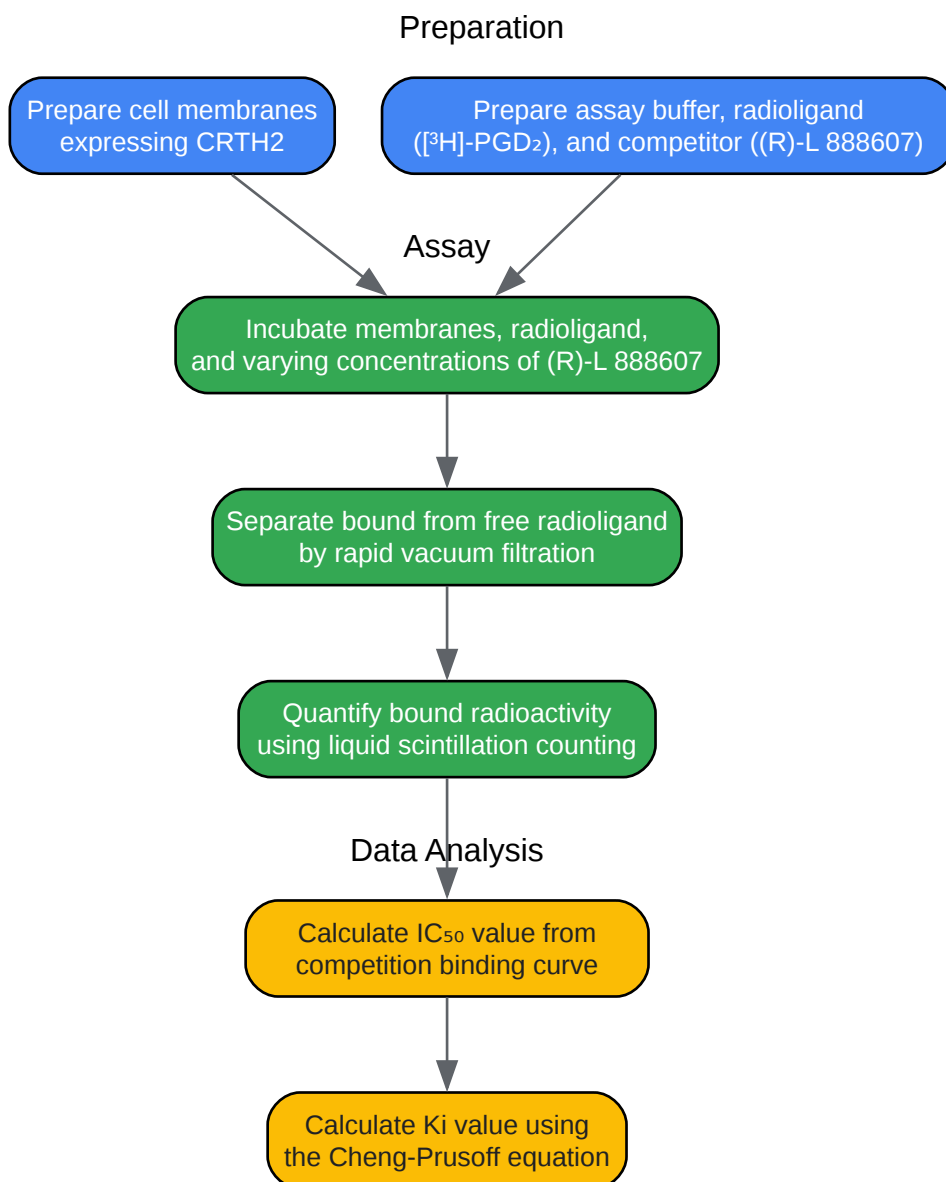 Preparation
Prepare cell membranes
expressing CRTH2
Prepare assay buffer, radioligand
([³H]-PGD₂), and competitor ((R)-L 888607)
Assay
Incubate membranes, radioligand,
and varying concentrations of (R)-L 888607
Separate bound from free radioligand
by rapid vacuum filtration
Quantify bound radioactivity
using liquid scintillation counting
Data Analysis
Calculate IC₅₀ value from
competition binding curve
Calculate Ki value using
the Cheng-Prusoff equation